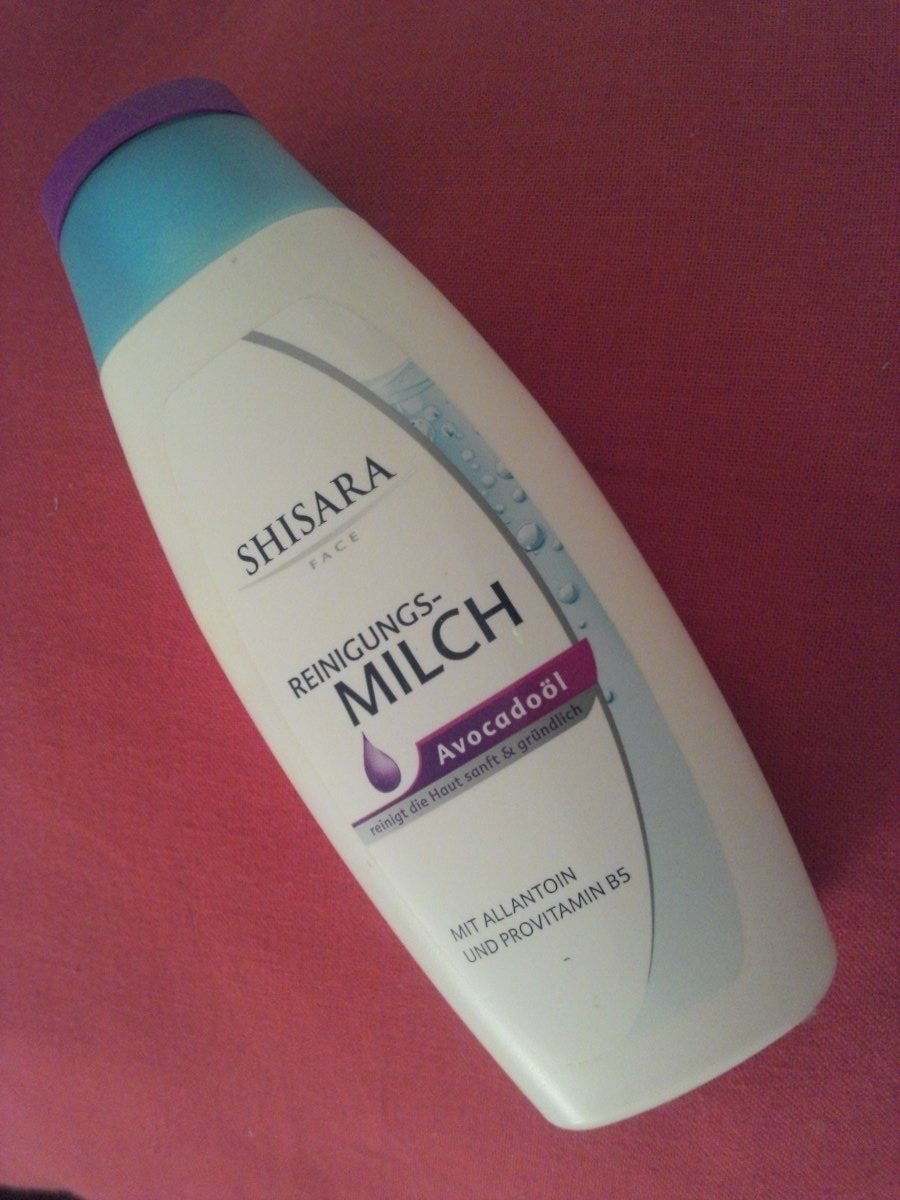 SHISARA
FACE
REINIGUNGS-
MILCH
Avocadoöl
reinigt die Haut sanft & gründlich
MIT ALLANTOIN
UND PROVITAMIN B5